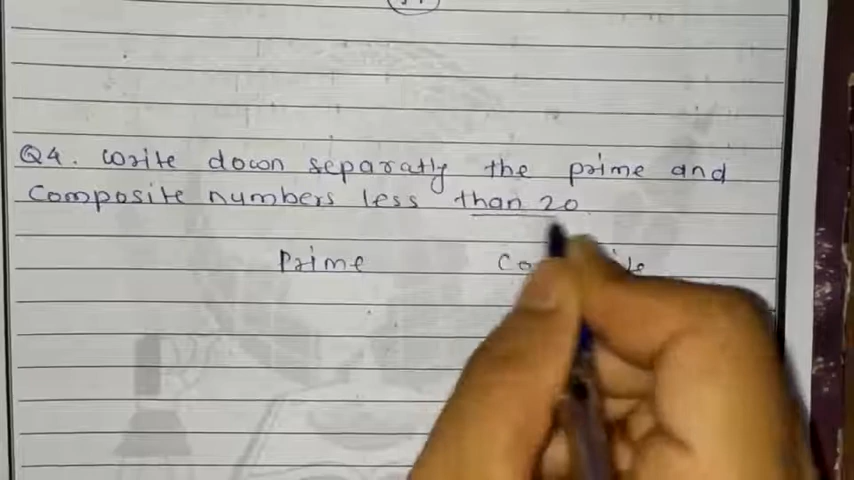 Q4. Write down separatly the prime and
composite numbers less than 20
Prime